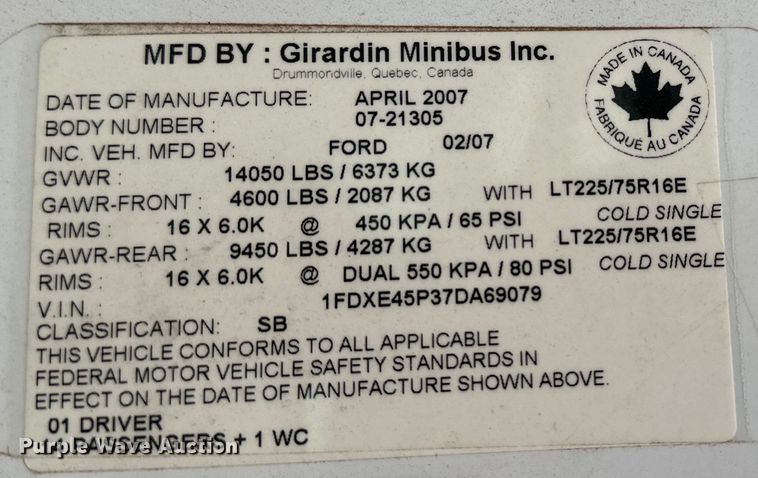 MFD BY : Girardin Minibus Inc.
Drummondville, Quebec, Canada
MADE IN CANADA
FABRIQUÉ AU CANADA
DATE OF MANUFACTURE: APRIL 2007
BODY NUMBER : 07-21305
INC. VEH. MFD BY: FORD 02/07
GVWR : 14050 LBS / 6373 KG
GAWR-FRONT : 4600 LBS / 2087 KG WITH LT225/75R16E
RIMS : 16 X 6.0K @ 450 KPA / 65 PSI COLD SINGLE
GAWR-REAR : 9450 LBS / 4287 KG WITH LT225/75R16E
RIMS : 16 X 6.0K @ DUAL 550 KPA / 80 PSI COLD SINGLE
V.I.N. : 1FDXE45P37DA69079
CLASSIFICATION: SB
THIS VEHICLE CONFORMS TO ALL APPLICABLE
FEDERAL MOTOR VEHICLE SAFETY STANDARDS IN
EFFECT ON THE DATE OF MANUFACTURE SHOWN ABOVE.
01 DRIVER
PASSENGERS + 1 WC
Purple Wave Auction